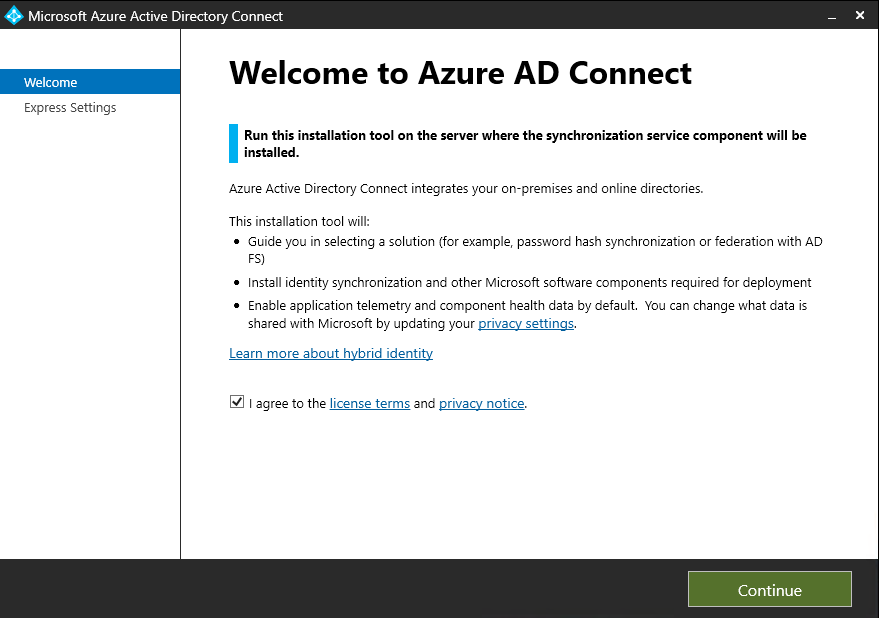 Microsoft Azure Active Directory Connect
Welcome
Express Settings
Welcome to Azure AD Connect
Run this installation tool on the server where the synchronization service component will be
installed.
Azure Active Directory Connect integrates your on-premises and online directories.
This installation tool will:
• Guide you in selecting a solution (for example, password hash synchronization or federation with AD
FS)
• Install identity synchronization and other Microsoft software components required for deployment
• Enable application telemetry and component health data by default.  You can change what data is
shared with Microsoft by updating your privacy settings.
Learn more about hybrid identity
I agree to the license terms and privacy notice.
Continue